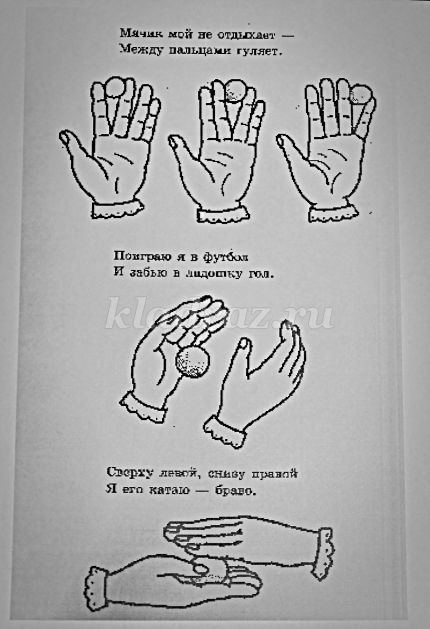 Мячик мой не отдыхает —
Между пальцами гуляет.
Поиграю я в футбол
И забью в ладошку гол.
Сверху левой, снизу правой
Я его катаю — браво.